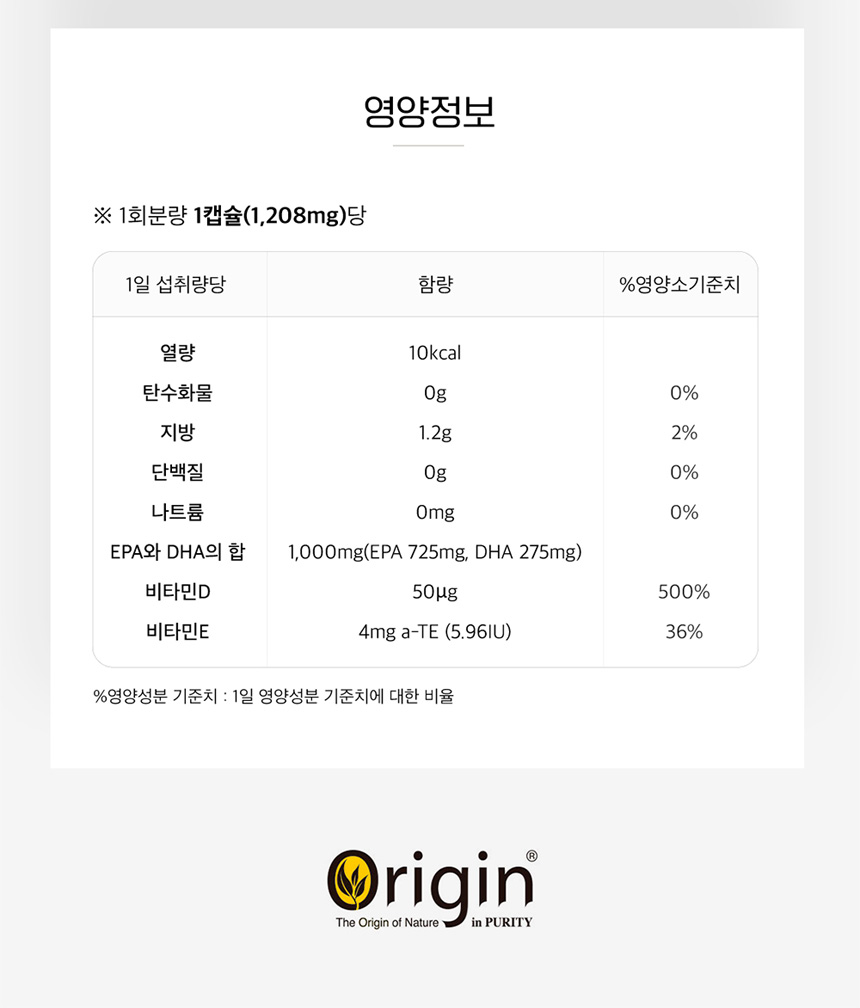 영양정보
※ 1회분량 1캡슐(1,208mg)당
1일 섭취량당 함량 %영양소기준치
열량 10kcal
탄수화물 0g 0%
지방 1.2g 2%
단백질 0g 0%
나트륨 0mg 0%
EPA와 DHA의 합 1,000mg(EPA 725mg, DHA 275mg)
비타민D 50μg 500%
비타민E 4mg a-TE (5.96IU) 36%
%영양성분 기준치 : 1일 영양성분 기준치에 대한 비율
Origin®
The Origin of Nature in PURITY